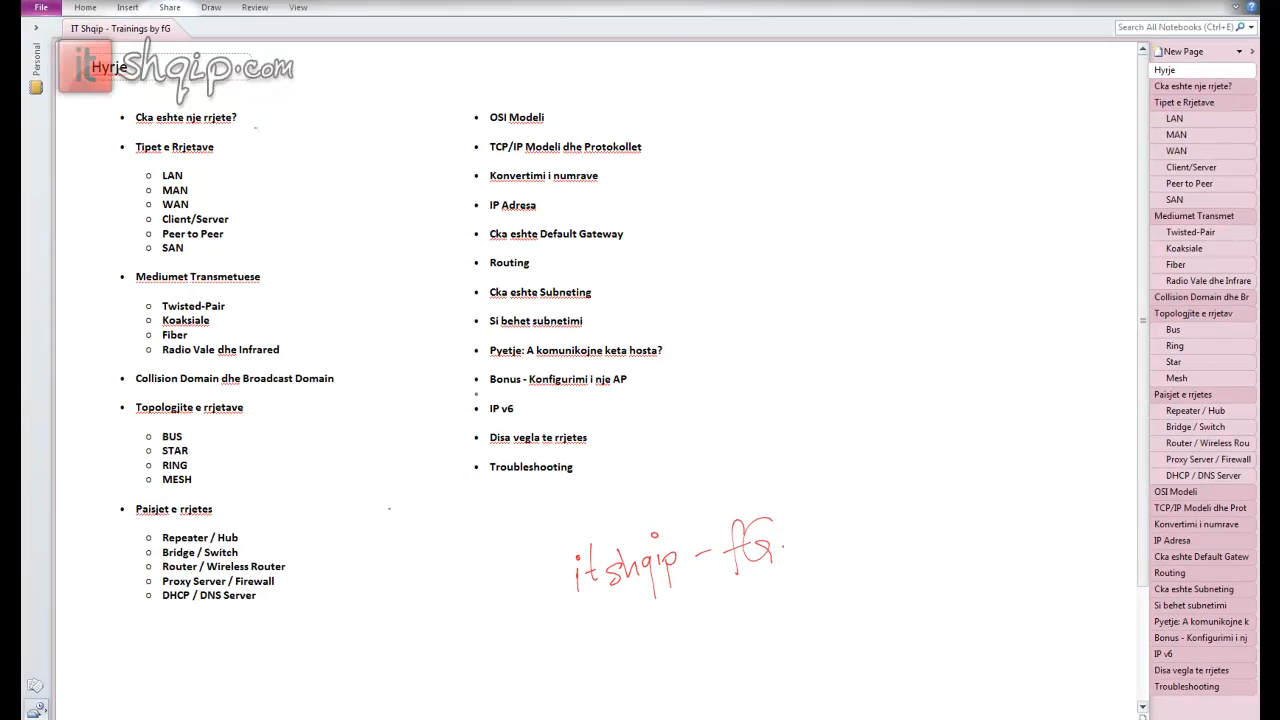 File Home Insert Share Draw Review View
IT Shqip - Trainings by fG
Search All Notebooks (Ctrl+E)
Personal
Hyrje
itshqip.com
Cka eshte nje rrjete?
Tipet e Rrjetave
LAN
MAN
WAN
Client/Server
Peer to Peer
SAN
Mediumet Transmetuese
Twisted-Pair
Koaksiale
Fiber
Radio Vale dhe Infrared
Collision Domain dhe Broadcast Domain
Topologjite e rrjetave
BUS
STAR
RING
MESH
Paisjet e rrjetes
Repeater / Hub
Bridge / Switch
Router / Wireless Router
Proxy Server / Firewall
DHCP / DNS Server
OSI Modeli
TCP/IP Modeli dhe Protokollet
Konvertimi i numrave
IP Adresa
Cka eshte Default Gateway
Routing
Cka eshte Subneting
Si behet subnetimi
Pyetje: A komunikojne keta hosta?
Bonus - Konfigurimi i nje AP
IP v6
Disa vegla te rrjetes
Troubleshooting
itshqip - fG.
New Page
Hyrje
Cka eshte nje rrjete?
Tipet e Rrjetave
LAN
MAN
WAN
Client/Server
Peer to Peer
SAN
Mediumet Transmet
Twisted-Pair
Koaksiale
Fiber
Radio Vale dhe Infrare
Collision Domain dhe Br
Topologjite e rrjetav
Bus
Ring
Star
Mesh
Paisjet e rrjetes
Repeater / Hub
Bridge / Switch
Router / Wireless Rou
Proxy Server / Firewall
DHCP / DNS Server
OSI Modeli
TCP/IP Modeli dhe Prot
Konvertimi e numrave
IP Adresa
Cka eshte Default Gatew
Routing
Cka eshte Subneting
Si behet subnetimi
Pyetje: A komunikojne k
Bonus - Konfigurimi i nj
IP v6
Disa vegla te rrjetes
Troubleshooting